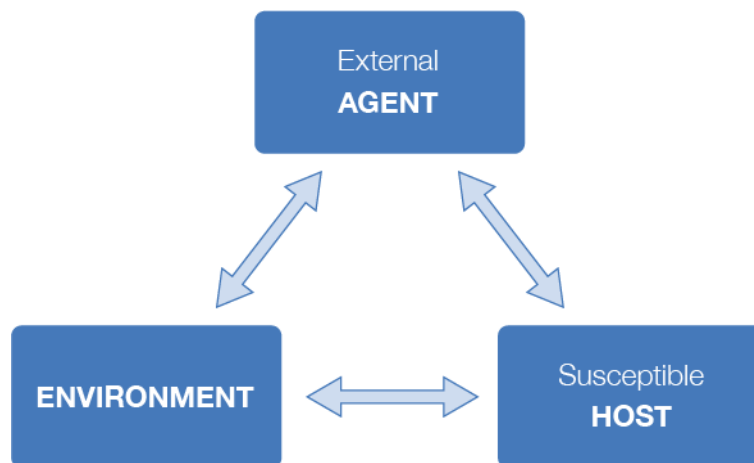 External
AGENT
ENVIRONMENT
Susceptible
HOST